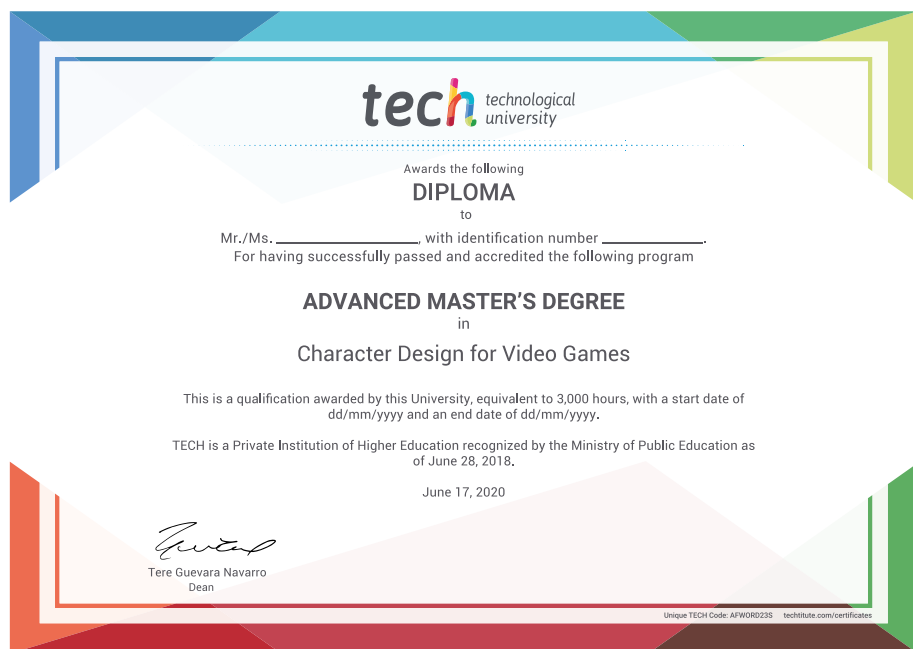 tech technological
university
Awards the following
DIPLOMA
to
Mr./Ms. ________________, with identification number ____________.
For having successfully passed and accredited the following program
ADVANCED MASTER'S DEGREE
in
Character Design for Video Games
This is a qualification awarded by this University, equivalent to 3,000 hours, with a start date of
dd/mm/yyyy and an end date of dd/mm/yyyy.
TECH is a Private Institution of Higher Education recognized by the Ministry of Public Education as
of June 28, 2018.
June 17, 2020
Tere Guevara Navarro
Dean
Unique TECH Code: AFWORD23S techtitute.com/certificates